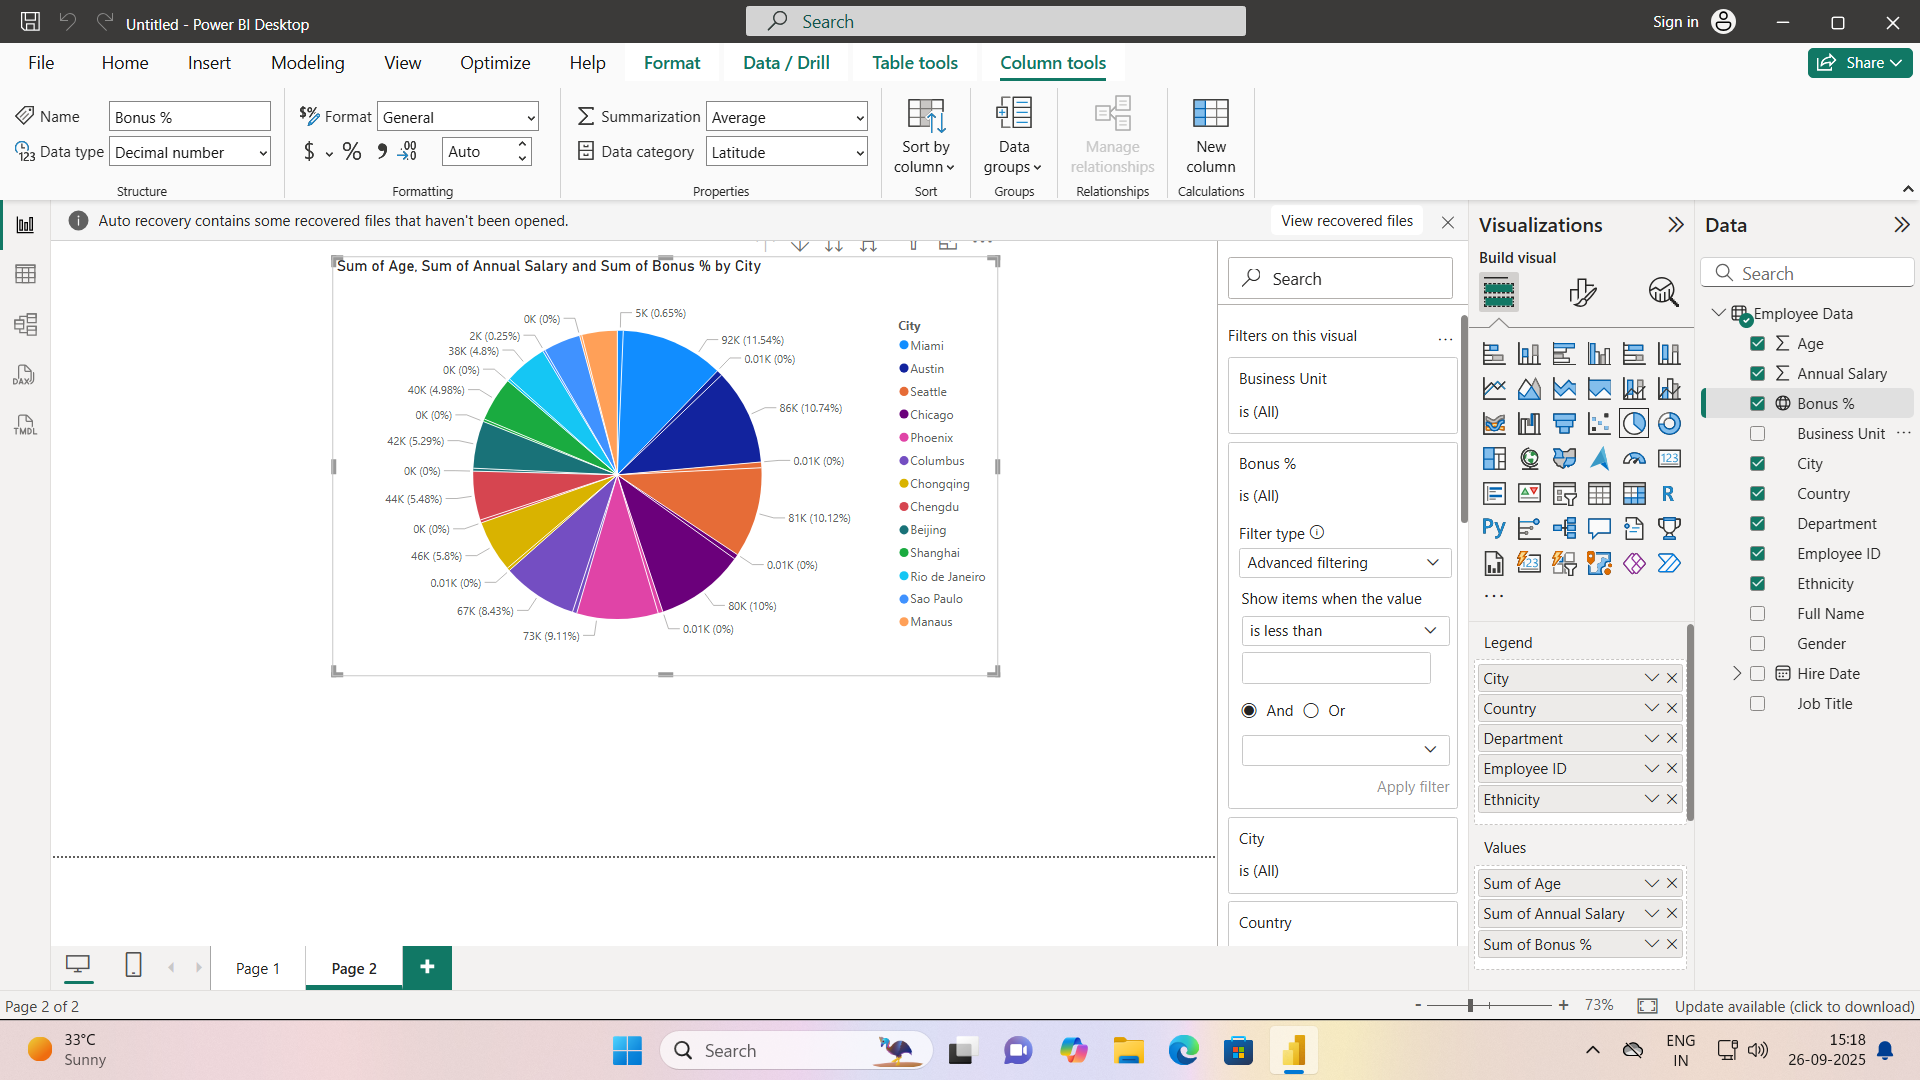 Untitled - Power BI Desktop
Search
Sign in
File Home Insert Modeling View Optimize Help Format Data / Drill Table tools Column tools
Share
Name Bonus %
Data type Decimal number
Structure
Format General
$ % , .00 Auto
Formatting
Summarization Average
Data category Latitude
Properties
Sort by column
Sort
Data groups
Groups
Manage relationships
Relationships
New column
Calculations
Auto recovery contains some recovered files that haven't been opened.
View recovered files
DAX
TMDL
Sum of Age, Sum of Annual Salary and Sum of Bonus % by City
5K (0.65%)
92K (11.54%)
0.01K (0%)
86K (10.74%)
0.01K (0%)
81K (10.12%)
0.01K (0%)
80K (10%)
0.01K (0%)
73K (9.11%)
67K (8.43%)
0.01K (0%)
46K (5.8%)
0K (0%)
44K (5.48%)
0K (0%)
42K (5.29%)
0K (0%)
40K (4.98%)
0K (0%)
38K (4.8%)
2K (0.25%)
0K (0%)
City
Miami
Austin
Seattle
Chicago
Phoenix
Columbus
Chongqing
Chengdu
Beijing
Shanghai
Rio de Janeiro
Sao Paulo
Manaus
Search
Filters on this visual
...
Business Unit
is (All)
Bonus %
is (All)
Filter type
Advanced filtering
Show items when the value
is less than
And Or
Apply filter
City
is (All)
Country
Visualizations
Build visual
123
R
Py
123
...
Legend
City
Country
Department
Employee ID
Ethnicity
Values
Sum of Age
Sum of Annual Salary
Sum of Bonus %
Data
Search
Employee Data
Age
Annual Salary
Bonus %
Business Unit ...
City
Country
Department
Employee ID
Ethnicity
Full Name
Gender
Hire Date
Job Title
Page 1
Page 2
+
Page 2 of 2
- + 73%
Update available (click to download)
33°C
Sunny
Search
ENG
IN
15:18
26-09-2025